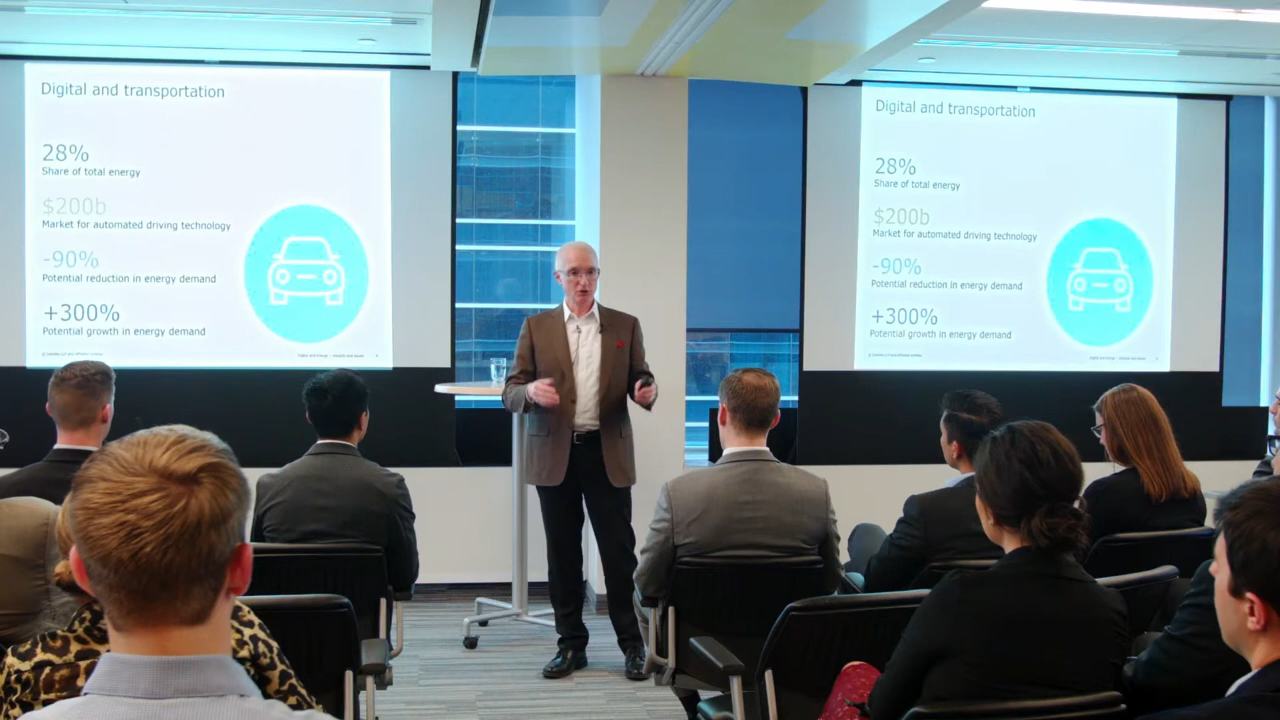 Digital and transportation
28%
Share of total energy
$200b
Market for automated driving technology
-90%
Potential reduction in energy demand
+300%
Potential growth in energy demand
Digital and transportation
28%
Share of total energy
$200b
Market for automated driving technology
-90%
Potential reduction in energy demand
+300%
Potential growth in energy demand